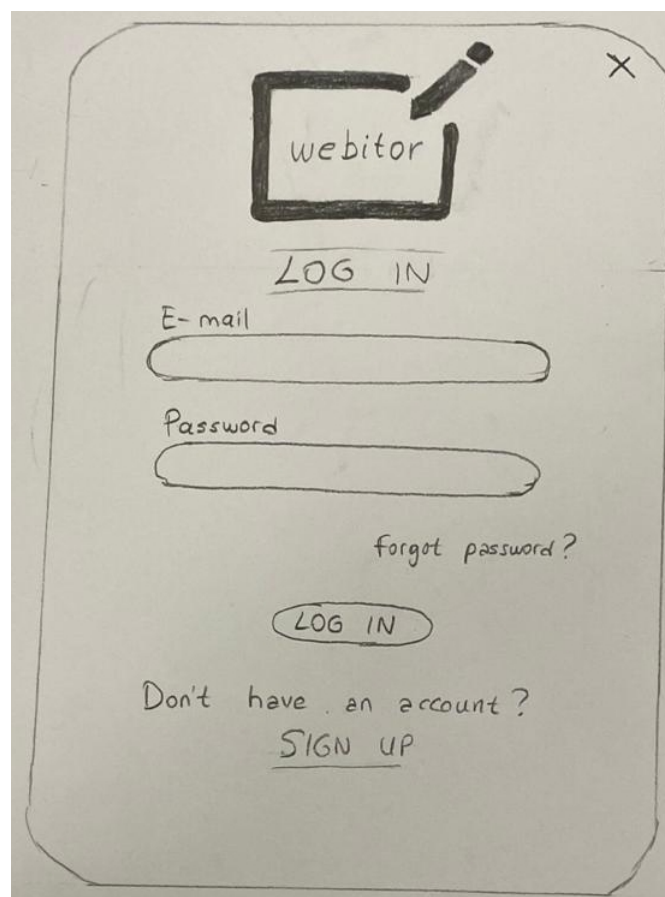 webitor
LOG IN
E-mail
Password
forgot password?
LOG IN
Don't have an account?
SIGN UP